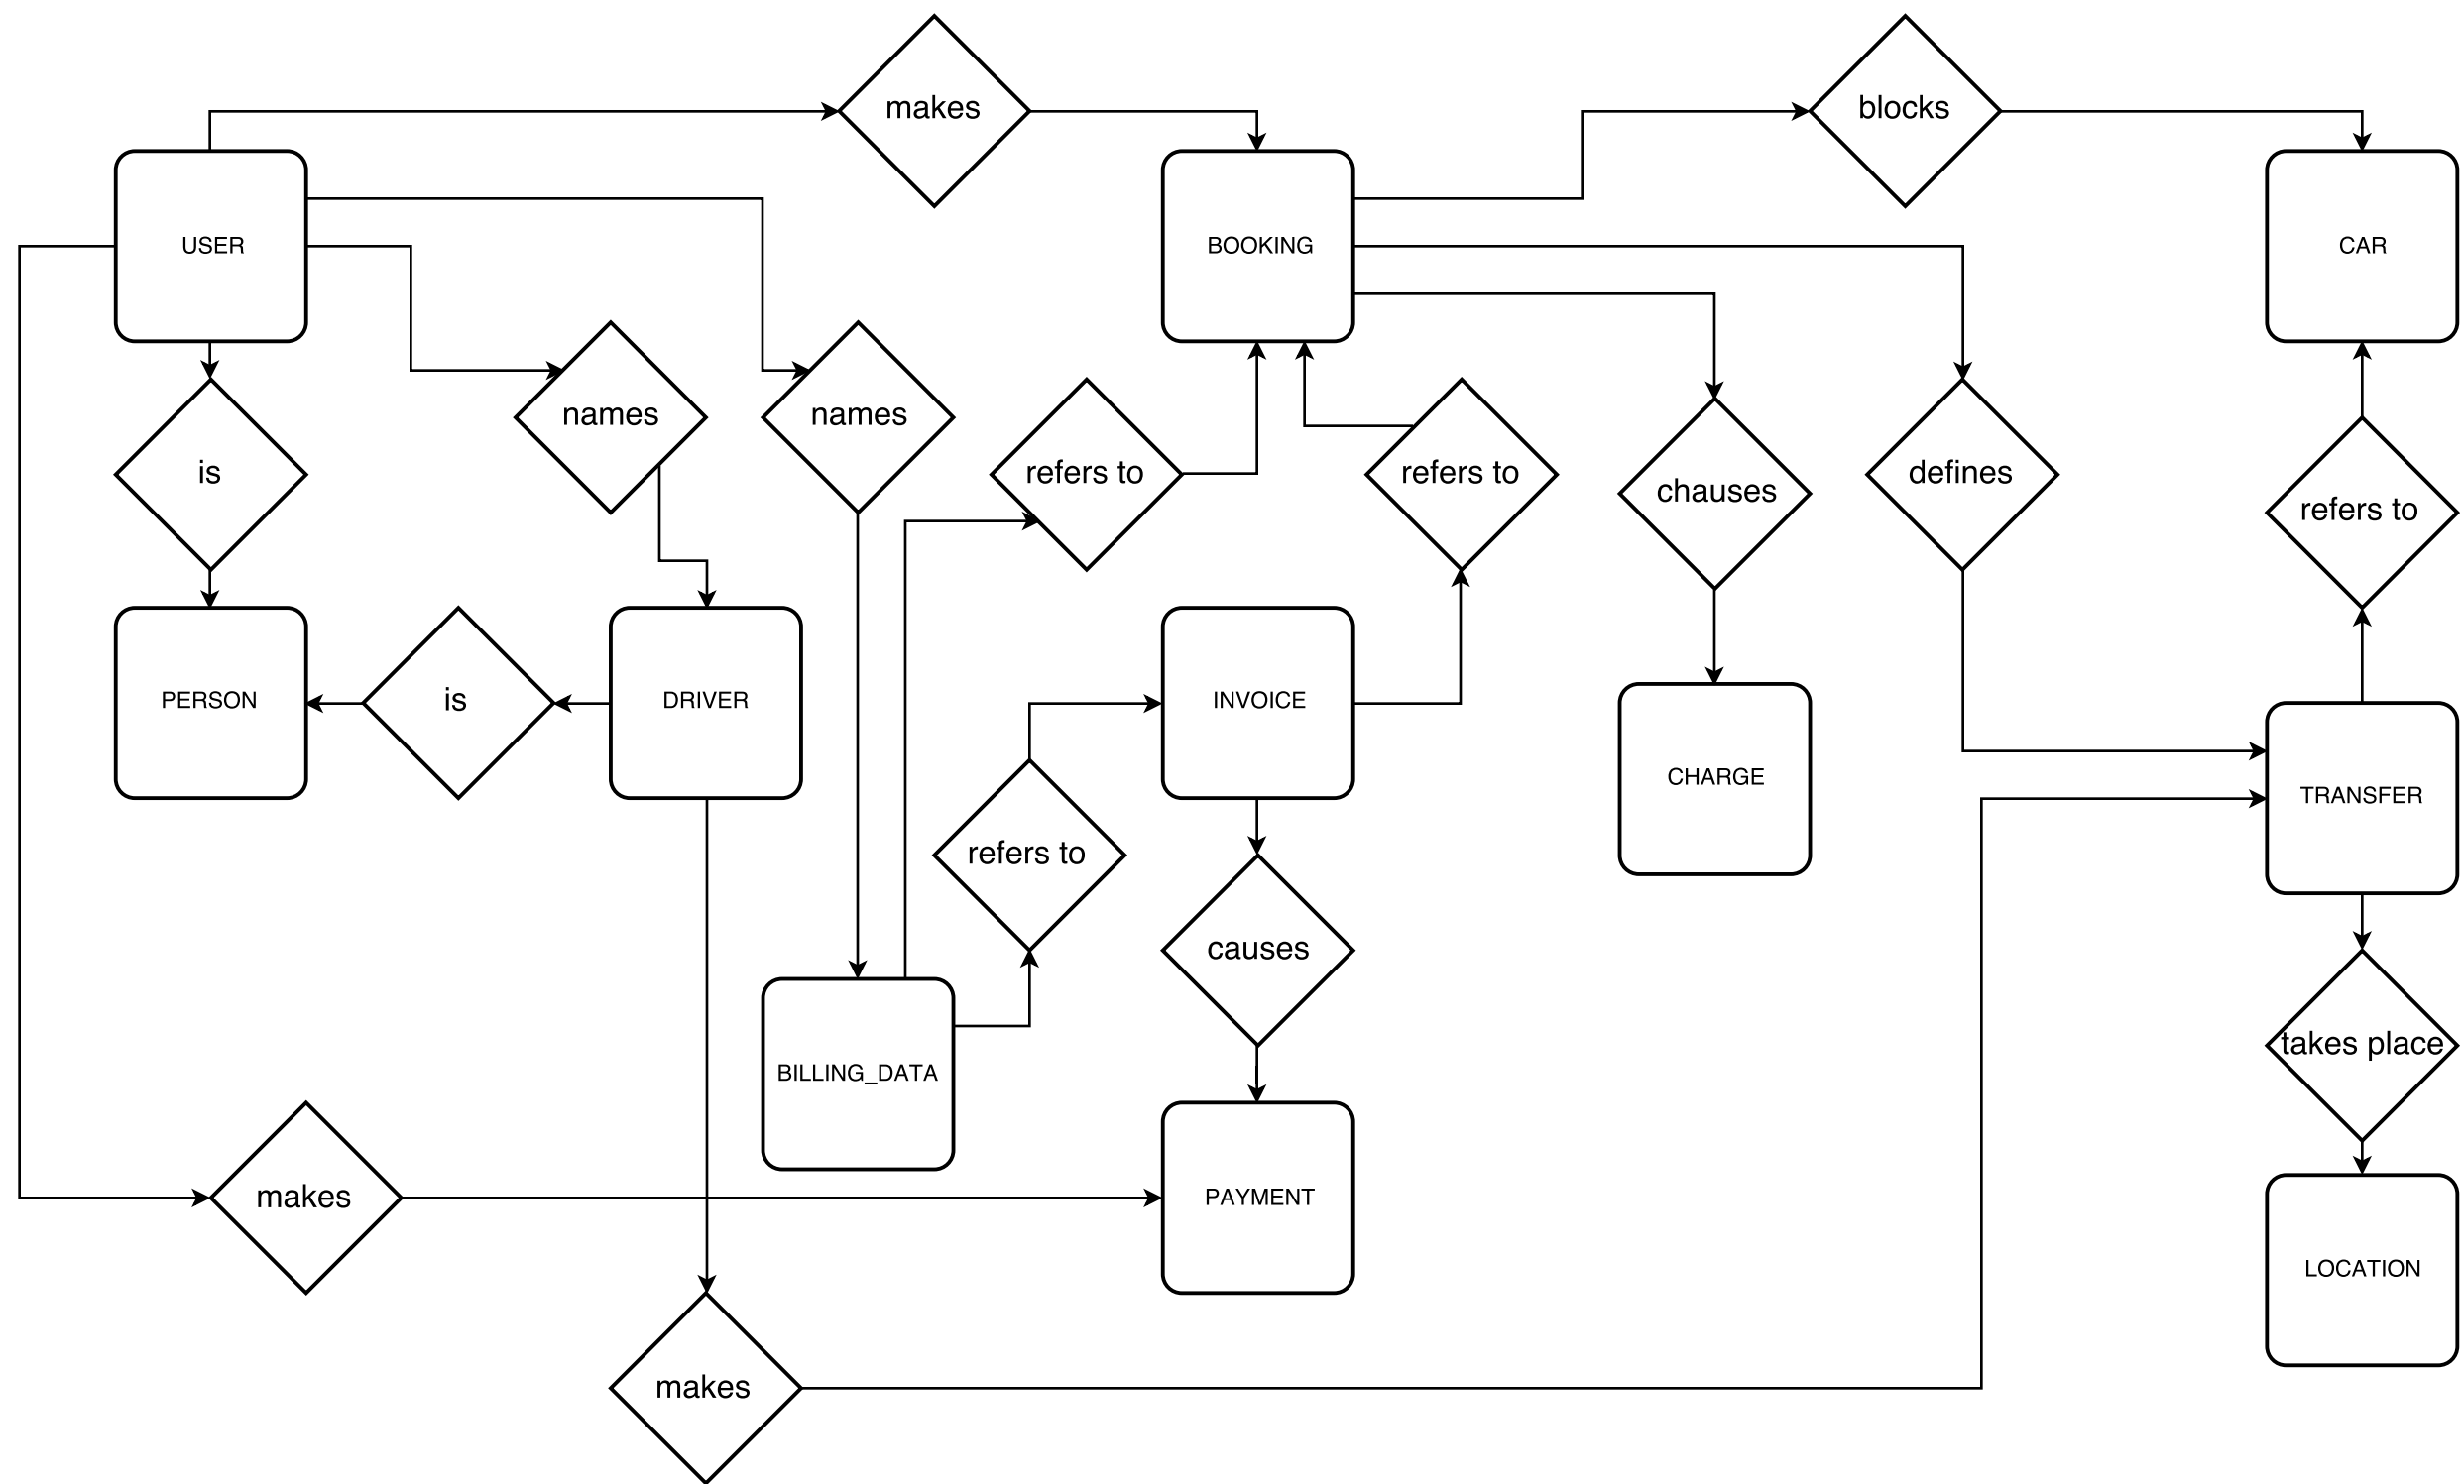 makes
blocks
USER
BOOKING
CAR
names
names
is
refers to
refers to
chauses
defines
refers to
PERSON
is
DRIVER
INVOICE
CHARGE
TRANSFER
refers to
causes
takes place
BILLING_DATA
makes
PAYMENT
LOCATION
makes